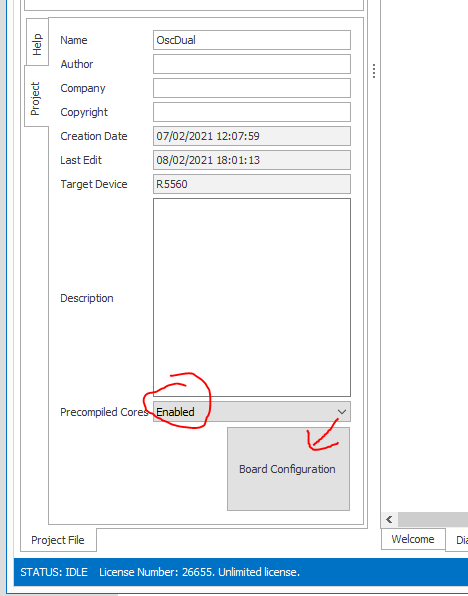 Help
Project
Name OscDual
Author
Company
Copyright
Creation Date 07/02/2021 12:07:59
Last Edit 08/02/2021 18:01:13
Target Device R5560
Description
Precompiled Cores Enabled
Board Configuration
Project File
Welcome Dia
STATUS: IDLE License Number: 26655. Unlimited license.